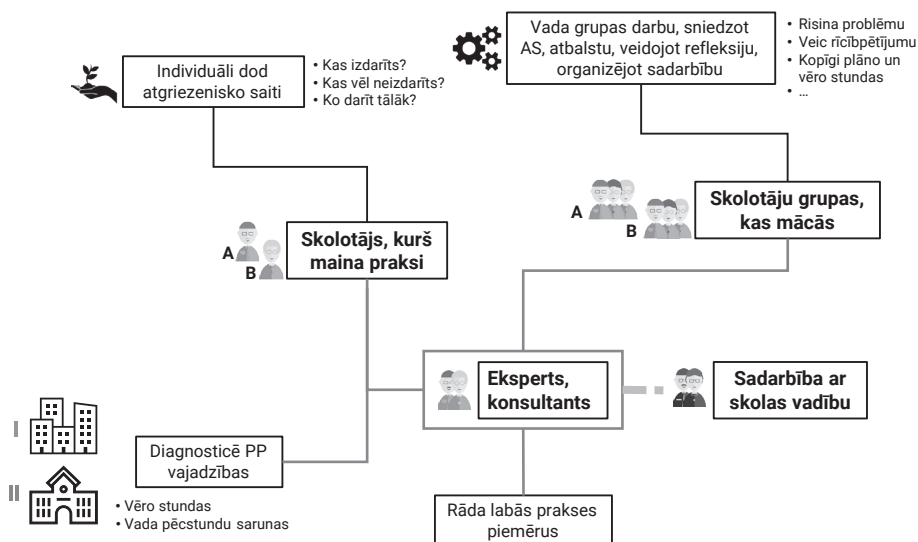 Individuāli dod
atgriezenisko saiti
• Kas izdarīts?
• Kas vēl neizdarīts?
• Ko darīt tālāk?
Vada grupas darbu, sniedzot
AS, atbalstu, veidojot refleksiju,
organizējot sadarbību
• Risina problēmu
• Veic rīcībpētījumu
• Kopīgi plāno un
vēro stundas
• ...
A
B
Skolotājs, kurš
maina praksi
A
B
Skolotāju grupas,
kas mācās
Eksperts,
konsultants
Sadarbība ar
skolas vadību
I
II
Diagnosticē PP
vajadzības
• Vēro stundas
• Vada pēcstundu sarunas
Rāda labās prakses
piemērus